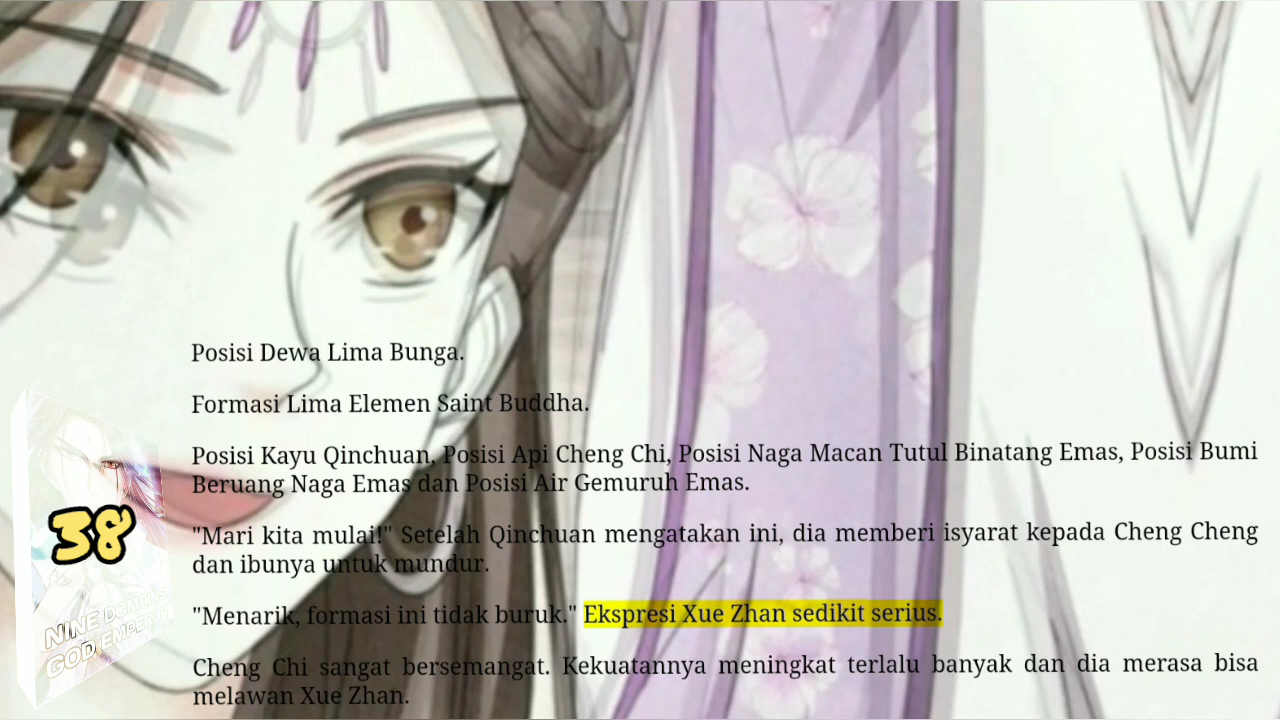 Posisi Dewa Lima Bunga.
Formasi Lima Elemen Saint Buddha.
Posisi Kayu Qinchuan, Posisi Api Cheng Chi, Posisi Naga Macan Tutul Binatang Emas, Posisi Bumi
Beruang Naga Emas dan Posisi Air Gemuruh Emas.
"Mari kita mulai!" Setelah Qinchuan mengatakan ini, dia memberi isyarat kepada Cheng Cheng
dan ibunya untuk mundur.
"Menarik, formasi ini tidak buruk." Ekspresi Xue Zhan sedikit serius.
Cheng Chi sangat bersemangat. Kekuatannya meningkat terlalu banyak dan dia merasa bisa
melawan Xue Zhan.
38
NINE DOMAINS
GOD EMPEROR